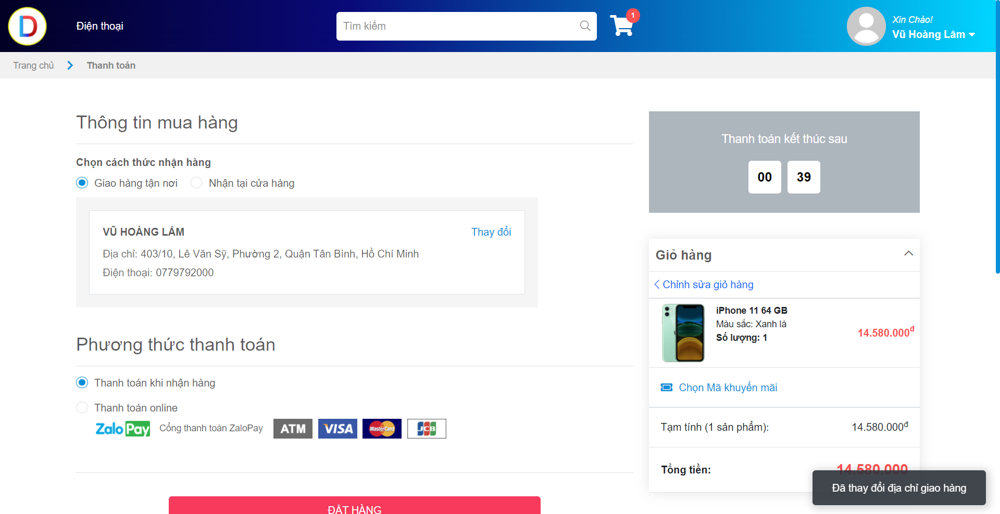 D
Điện thoại
Tìm kiếm
1
Xin Chào!
Vũ Hoàng Lâm
Trang chủ
Thanh toán
Thông tin mua hàng
Chọn cách thức nhận hàng
Giao hàng tận nơi
Nhận tại cửa hàng
VŨ HOÀNG LÂM
Thay đổi
Địa chỉ: 403/10, Lê Văn Sỹ, Phường 2, Quận Tân Bình, Hồ Chí Minh
Điện thoại: 0779792000
Phương thức thanh toán
Thanh toán khi nhận hàng
Thanh toán online
ZaloPay
Cổng thanh toán ZaloPay
ATM
VISA
MasterCard
JCB
ĐẶT HÀNG
Thanh toán kết thúc sau
00 39
Giỏ hàng
Chỉnh sửa giỏ hàng
iPhone 11 64 GB
Màu sắc: Xanh lá
Số lượng: 1
14.580.000đ
Chọn Mã khuyến mãi
Tạm tính (1 sản phẩm):
14.580.000đ
Tổng tiền:
14.580.000
Đã thay đổi địa chỉ giao hàng